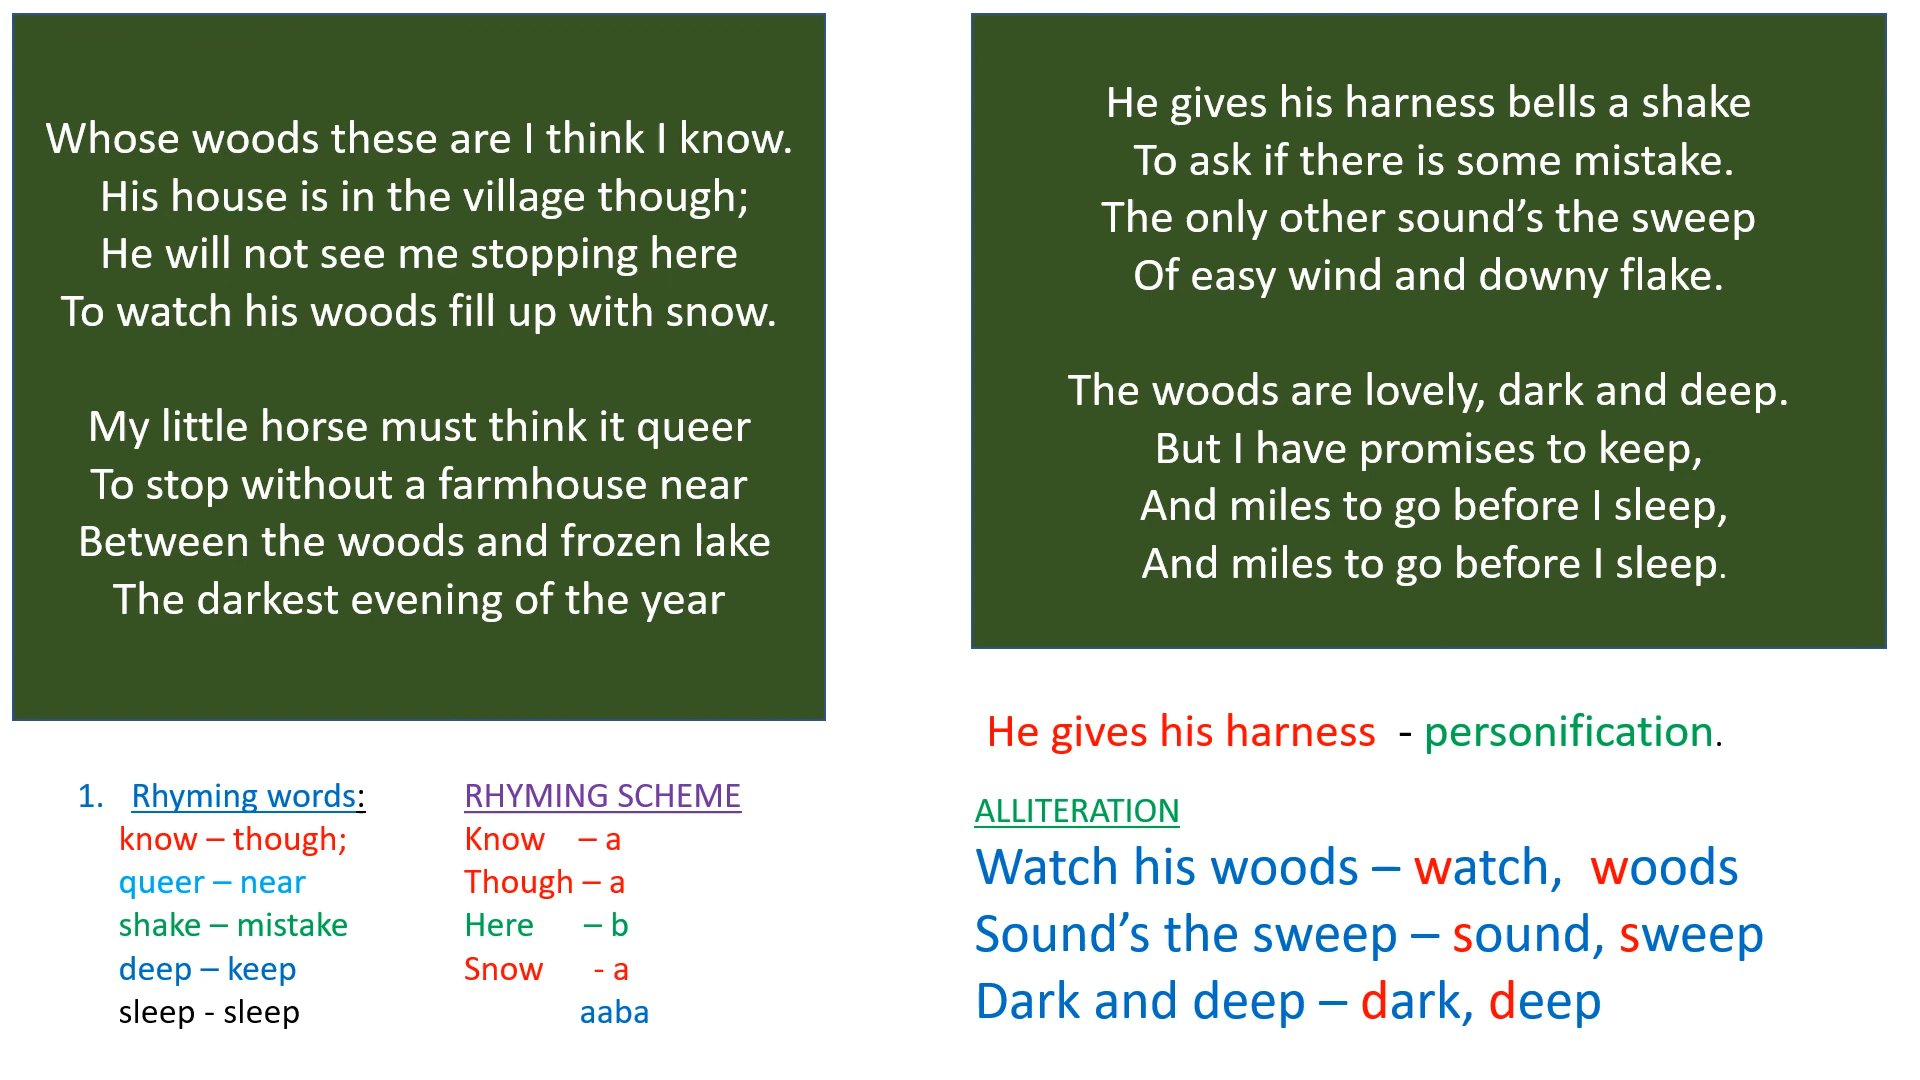 Whose woods these are I think I know.
His house is in the village though;
He will not see me stopping here
To watch his woods fill up with snow.
My little horse must think it queer
To stop without a farmhouse near
Between the woods and frozen lake
The darkest evening of the year
1. Rhyming words:
know – though;
queer – near
shake – mistake
deep – keep
sleep - sleep
RHYMING SCHEME
Know – a
Though – a
Here – b
Snow - a
aaba
He gives his harness bells a shake
To ask if there is some mistake.
The only other sound’s the sweep
Of easy wind and downy flake.
The woods are lovely, dark and deep.
But I have promises to keep,
And miles to go before I sleep,
And miles to go before I sleep.
He gives his harness - personification.
ALLITERATION
Watch his woods – watch, woods
Sound’s the sweep – sound, sweep
Dark and deep – dark, deep